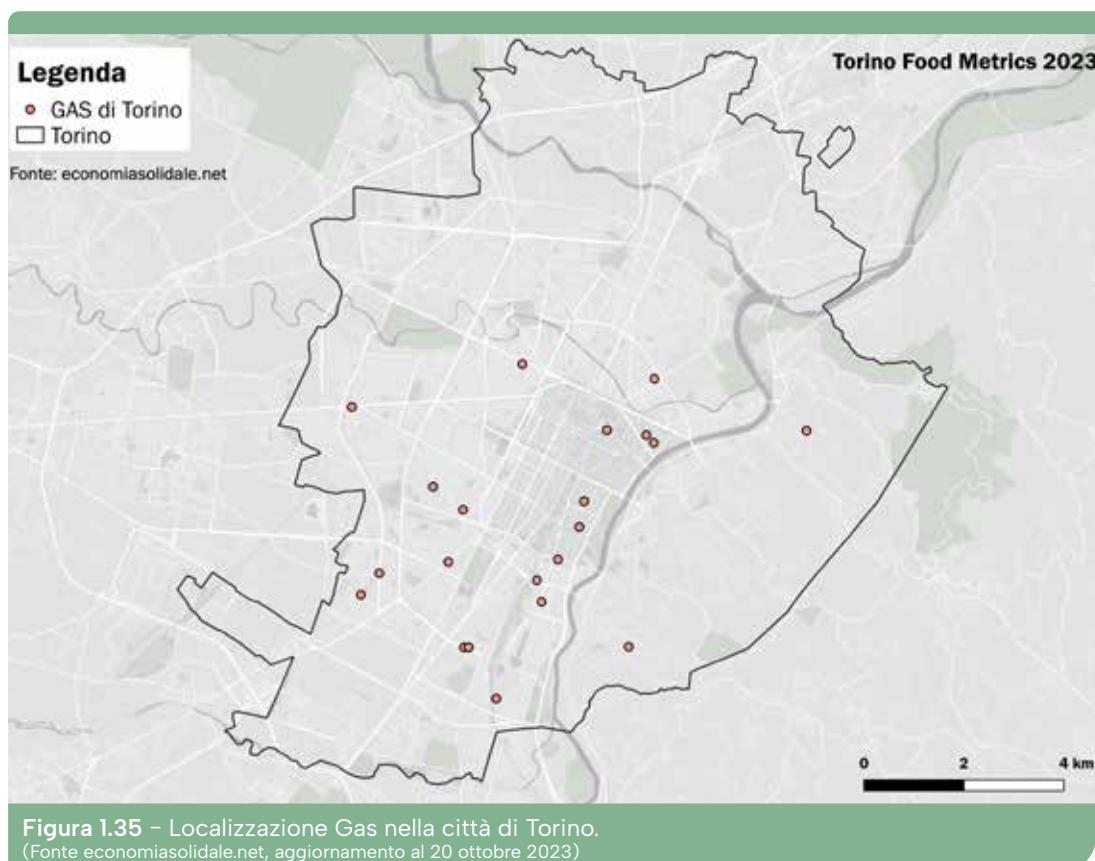 Legenda
GAS di Torino
Torino
Fonte: economiasolidale.net
Torino Food Metrics 2023
0 2 4 km
Figura 1.35 – Localizzazione Gas nella città di Torino.
(Fonte economiasolidale.net, aggiornamento al 20 ottobre 2023)